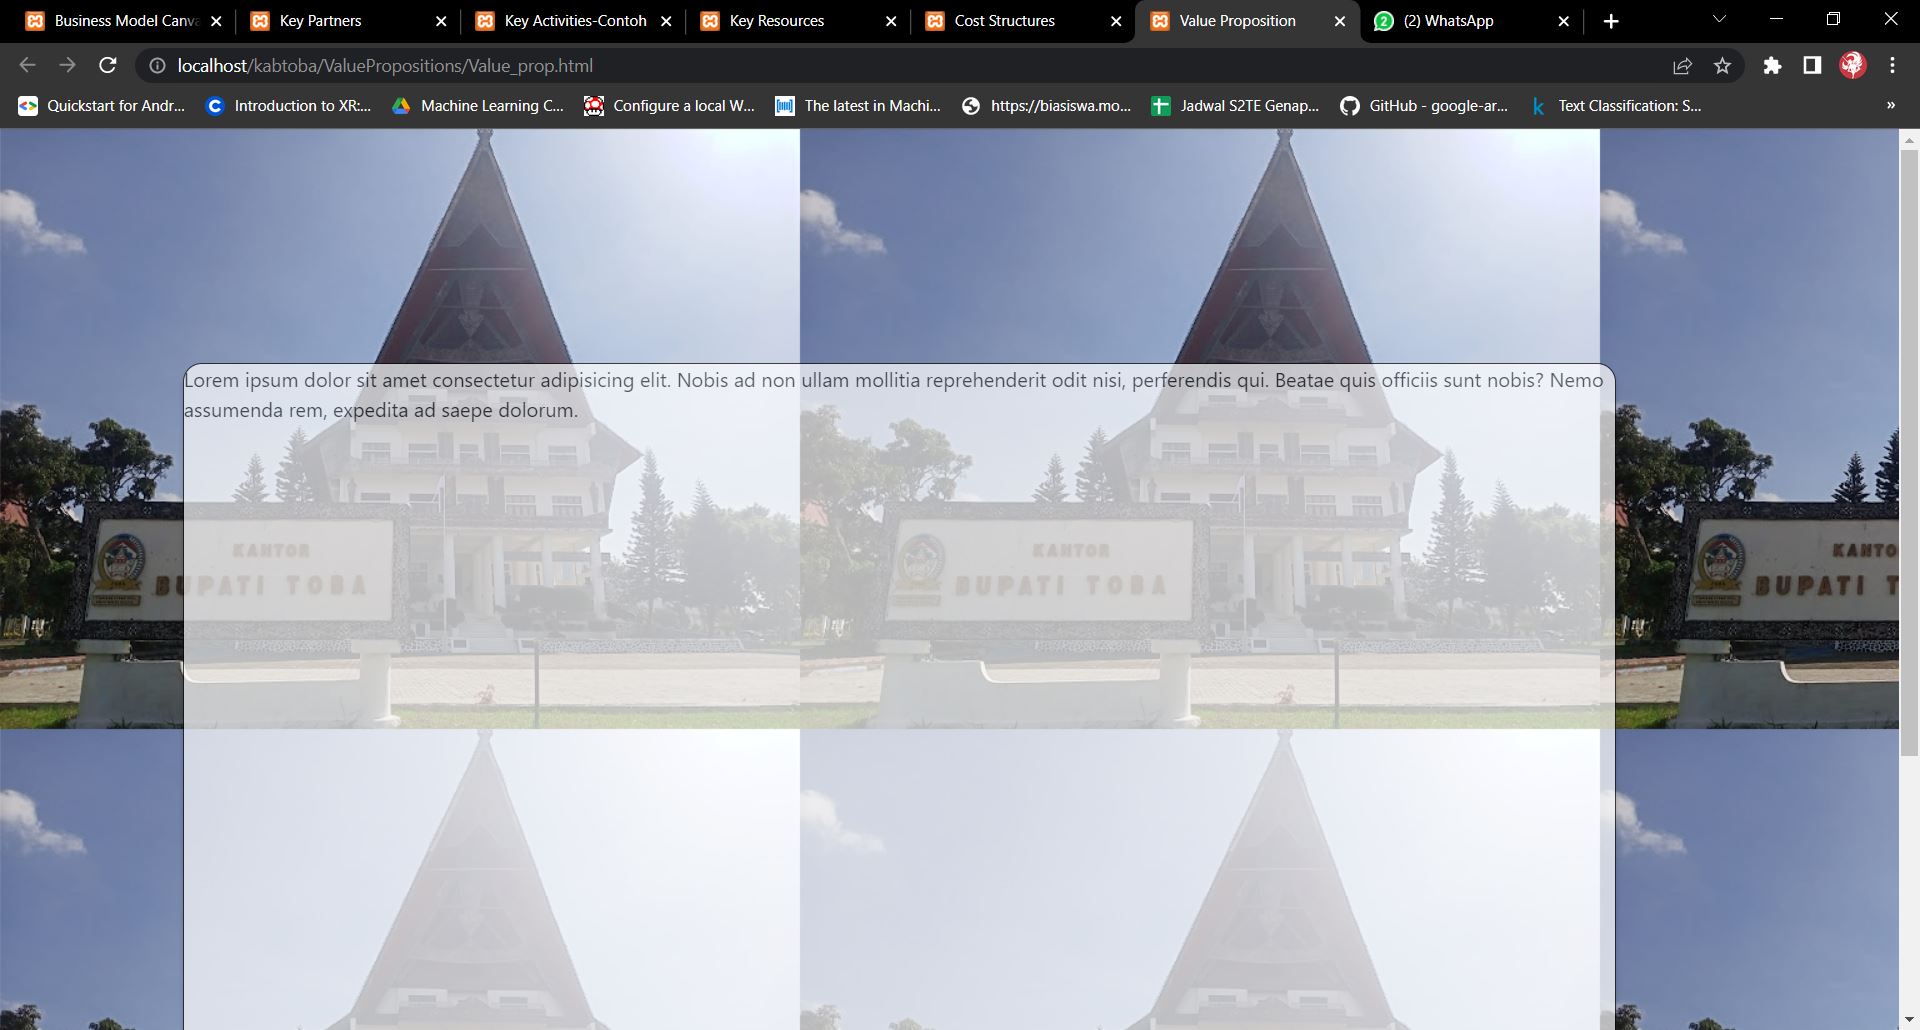 Business Model Canv
Key Partners
Key Activities-Contoh
Key Resources
Cost Structures
Value Proposition
2
(2) WhatsApp
localhost/kabtoba/ValuePropositions/Value_prop.html
Quickstart for Andr...
Introduction to XR:...
Machine Learning C...
Configure a local W...
The latest in Machi...
https://biasiswa.mo...
Jadwal S2TE Genap...
GitHub - google-ar...
k
Text Classification: S...
»
Lorem ipsum dolor sit amet consectetur adipisicing elit. Nobis ad non ullam mollitia reprehenderit odit nisi, perferendis qui. Beatae quis officiis sunt nobis? Nemo
assumenda rem, expedita ad saepe dolorum.
KANTOR
BUPATI TOBA
KANTOR
BUPATI TOBA
KANTO
BUPATI T